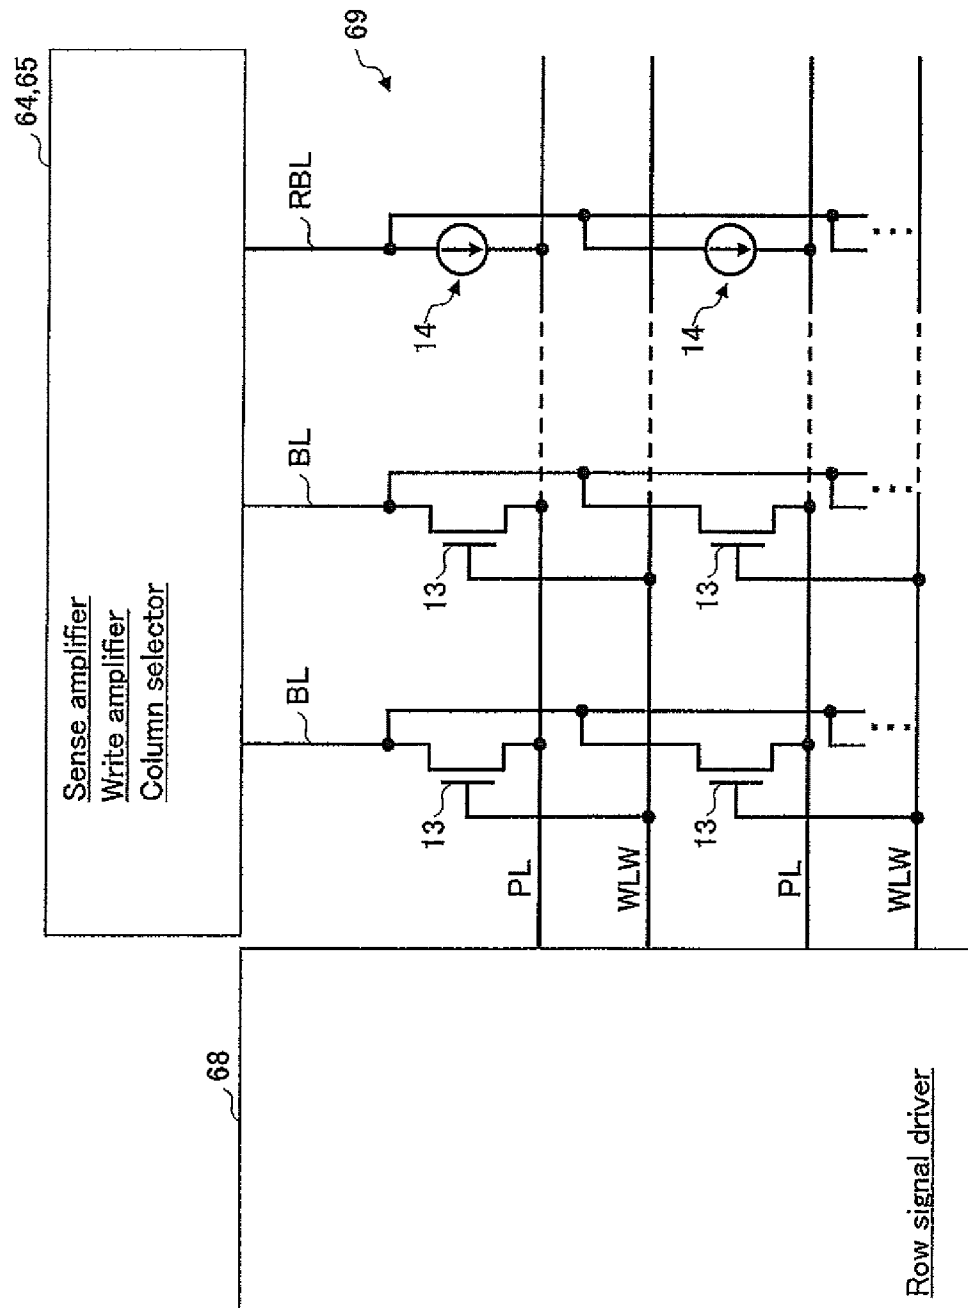 64,65
Sense amplifier
Write amplifier
Column selector
69
BL
BL
RBL
13
13
14
PL
WLW
13
13
14
PL
WLW
...
...
...
68
Row signal driver